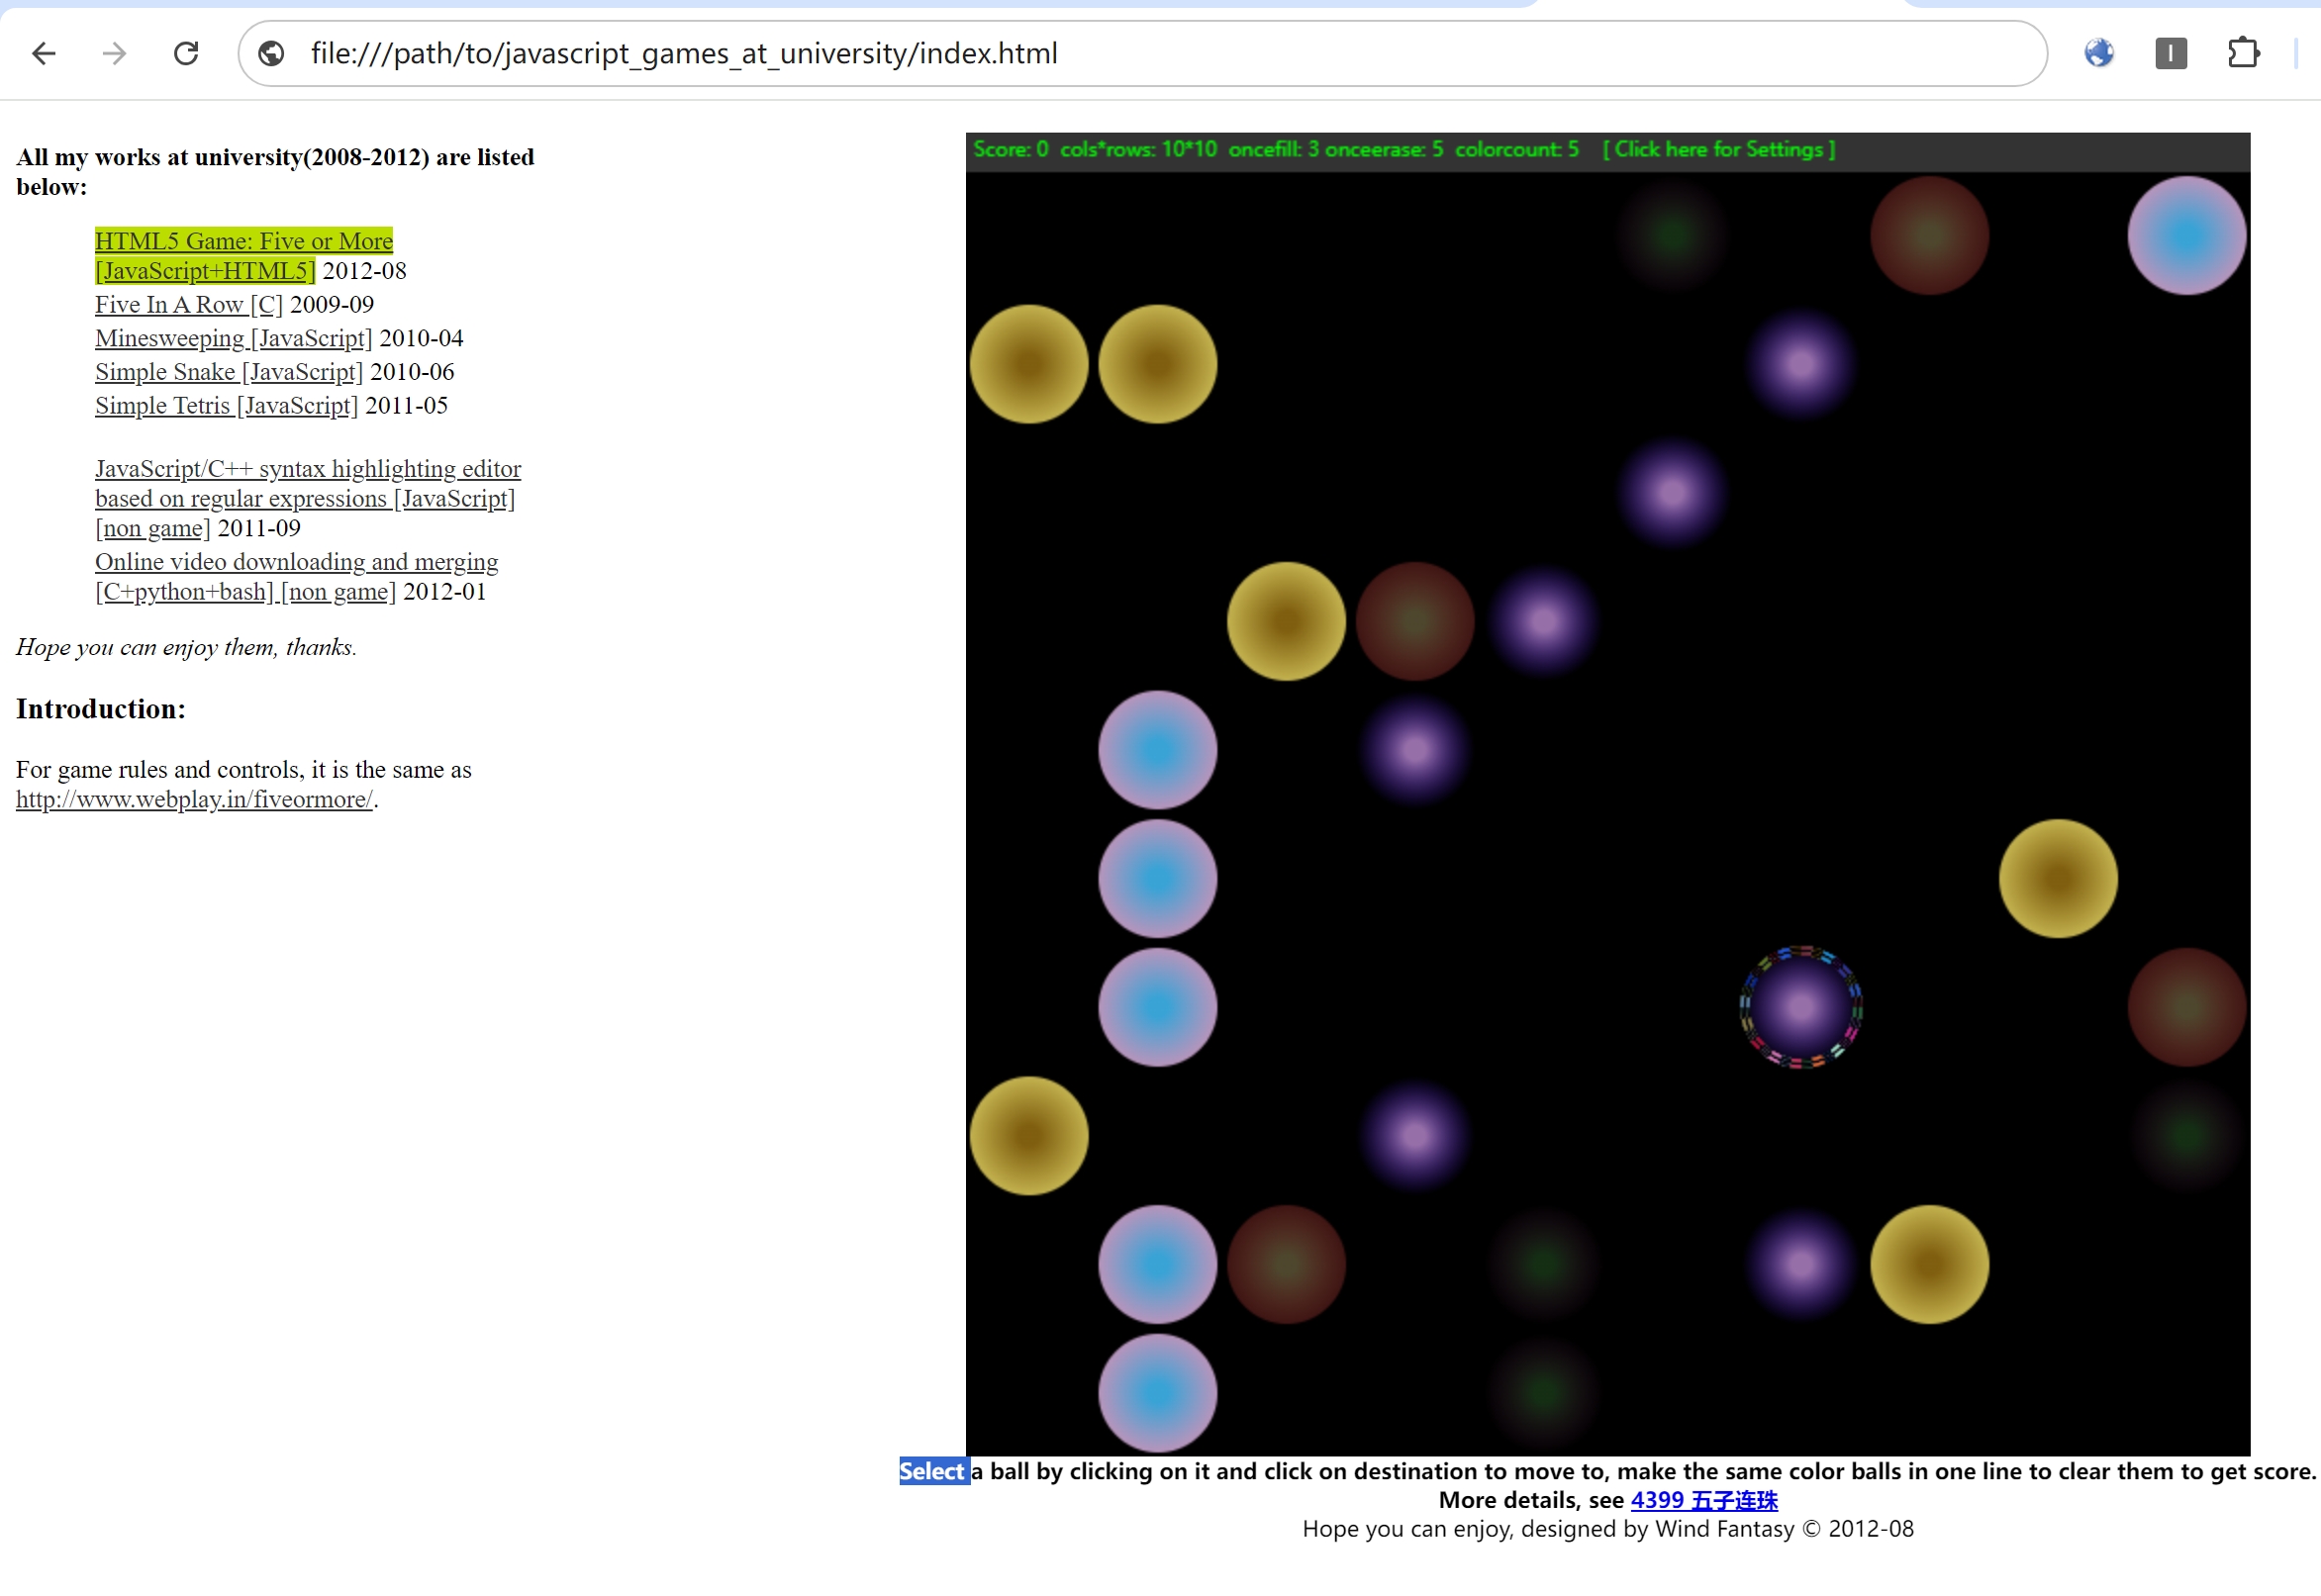 file:///path/to/javascript_games_at_university/index.html
I
All my works at university(2008-2012) are listed
below:
HTML5 Game: Five or More
[JavaScript+HTML5] 2012-08
Five In A Row [C] 2009-09
Minesweeping [JavaScript] 2010-04
Simple Snake [JavaScript] 2010-06
Simple Tetris [JavaScript] 2011-05
JavaScript/C++ syntax highlighting editor
based on regular expressions [JavaScript]
[non game] 2011-09
Online video downloading and merging
[C+python+bash] [non game] 2012-01
Hope you can enjoy them, thanks.
Introduction:
For game rules and controls, it is the same as
http://www.webplay.in/fiveormore/.
Score: 0 cols*rows: 10*10 oncefill: 3 onceerase: 5 colorcount: 5 [ Click here for Settings ]
Select a ball by clicking on it and click on destination to move to, make the same color balls in one line to clear them to get score.
More details, see 4399 五子连珠
Hope you can enjoy, designed by Wind Fantasy © 2012-08